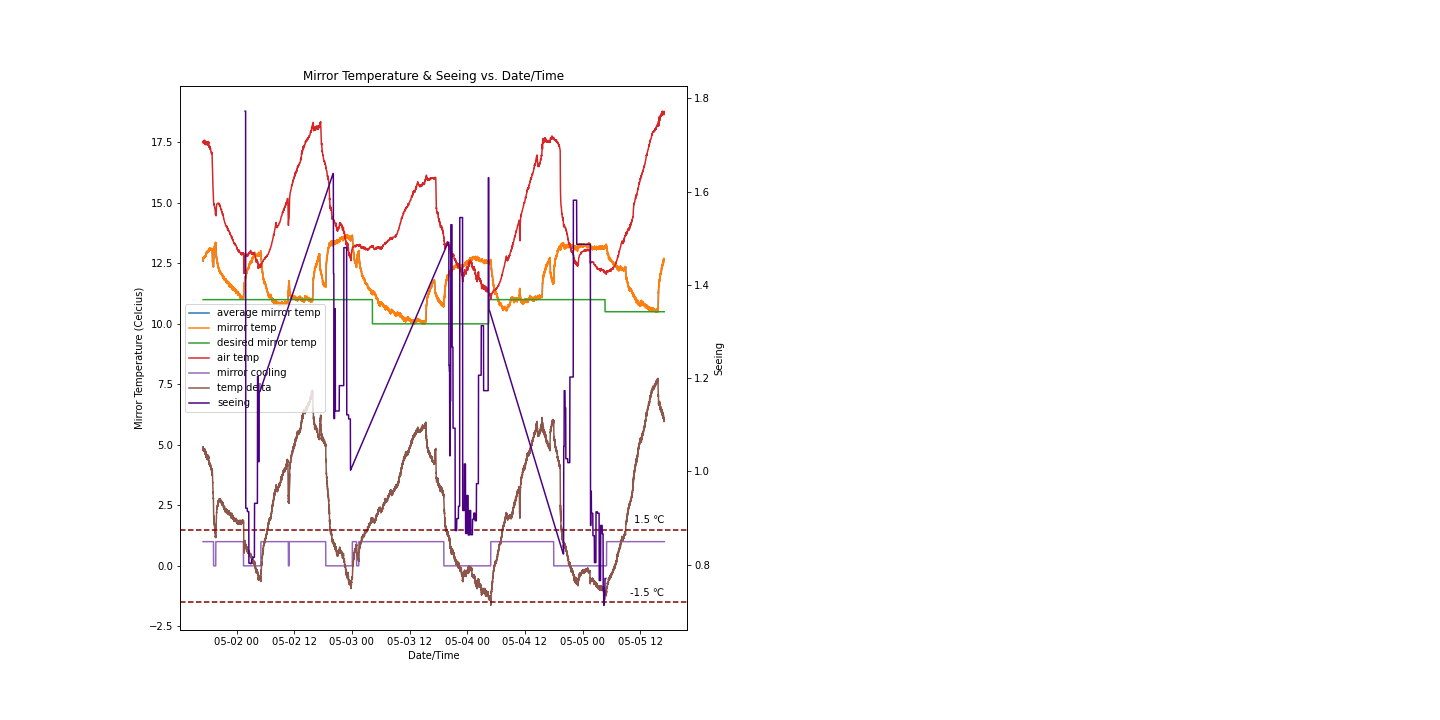 Mirror Temperature & Seeing vs. Date/Time
Mirror Temperature (Celcius)
17.5
15.0
12.5
10.0
7.5
5.0
2.5
0.0
−2.5
average mirror temp
mirror temp
desired mirror temp
air temp
mirror cooling
temp delta
seeing
1.5 ℃
-1.5 ℃
1.8
1.6
1.4
1.2
1.0
0.8
Seeing
05-02 00 05-02 12 05-03 00 05-03 12 05-04 00 05-04 12 05-05 00 05-05 12
Date/Time